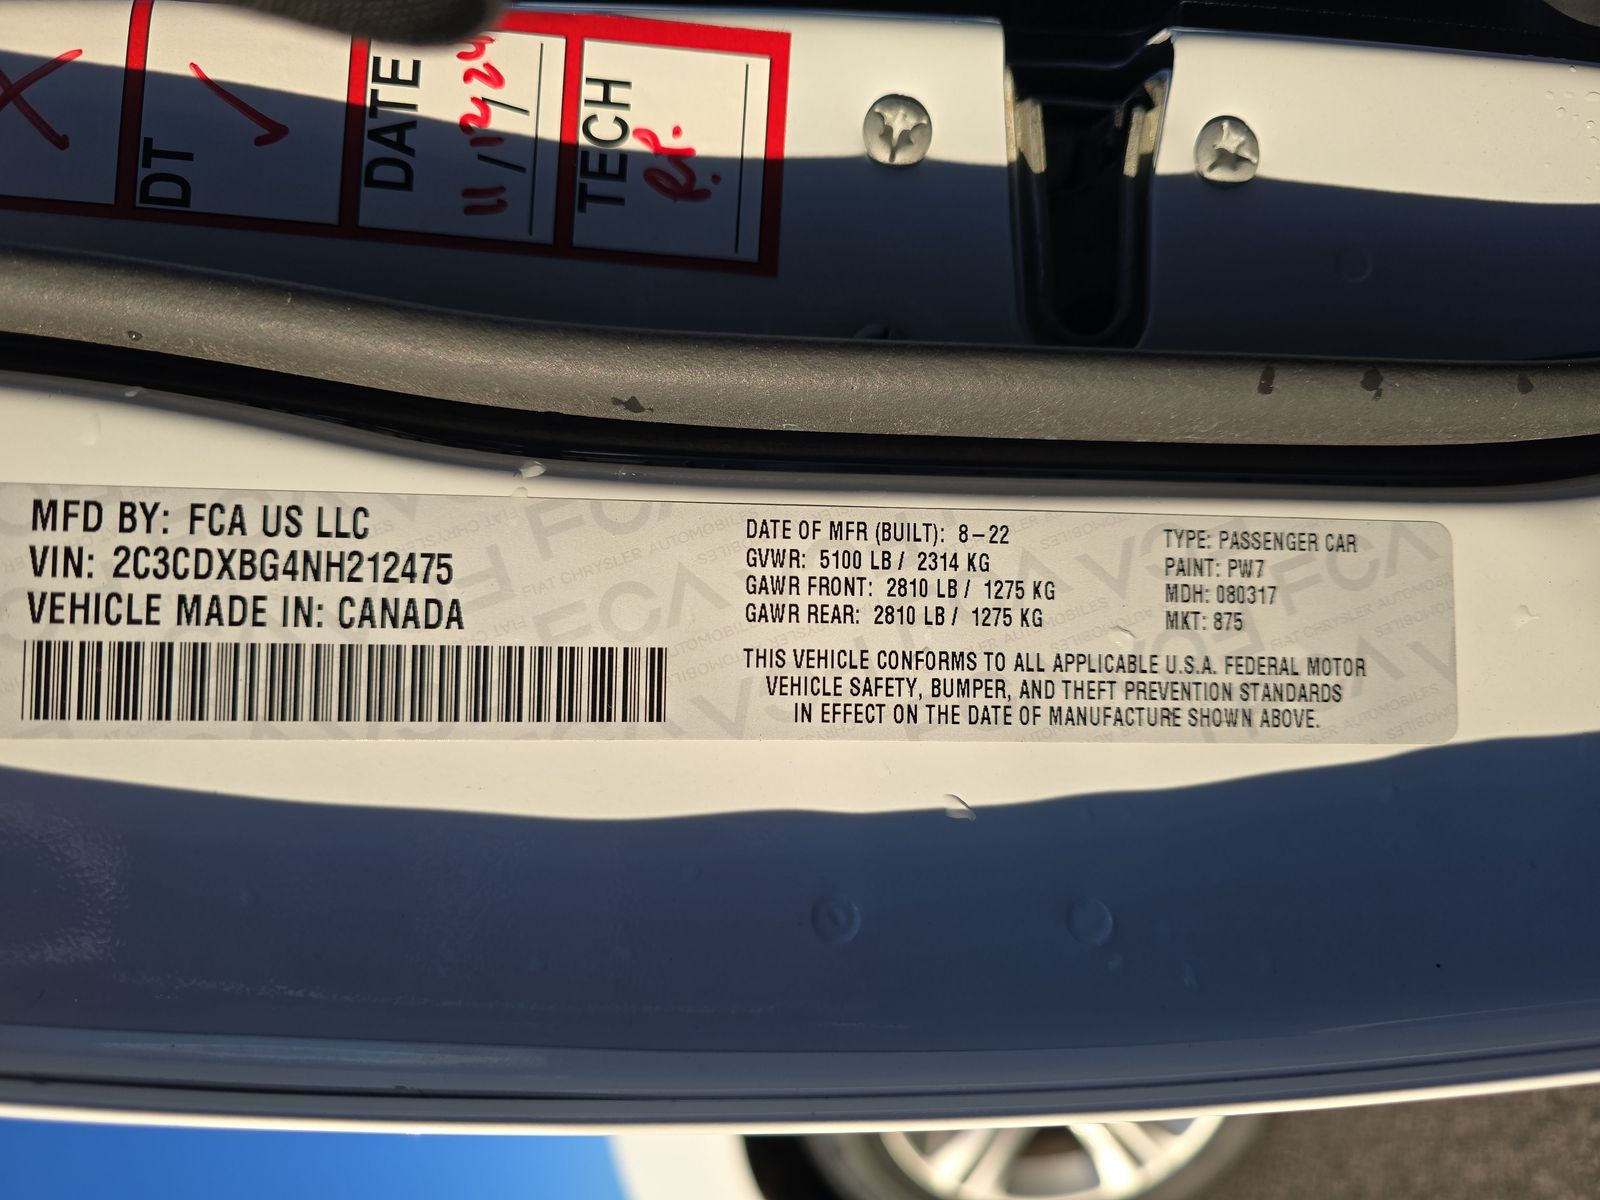 DT
DATE
11/12/24
TECH
R.P.
MFD BY: FCA US LLC
VIN: 2C3CDXBG4NH212475
VEHICLE MADE IN: CANADA
DATE OF MFR (BUILT): 8-22
GVWR: 5100 LB / 2314 KG
GAWR FRONT: 2810 LB / 1275 KG
GAWR REAR: 2810 LB / 1275 KG
TYPE: PASSENGER CAR
PAINT: PW7
MDH: 080317
MKT: 875
THIS VEHICLE CONFORMS TO ALL APPLICABLE U.S.A. FEDERAL MOTOR
VEHICLE SAFETY, BUMPER, AND THEFT PREVENTION STANDARDS
IN EFFECT ON THE DATE OF MANUFACTURE SHOWN ABOVE.